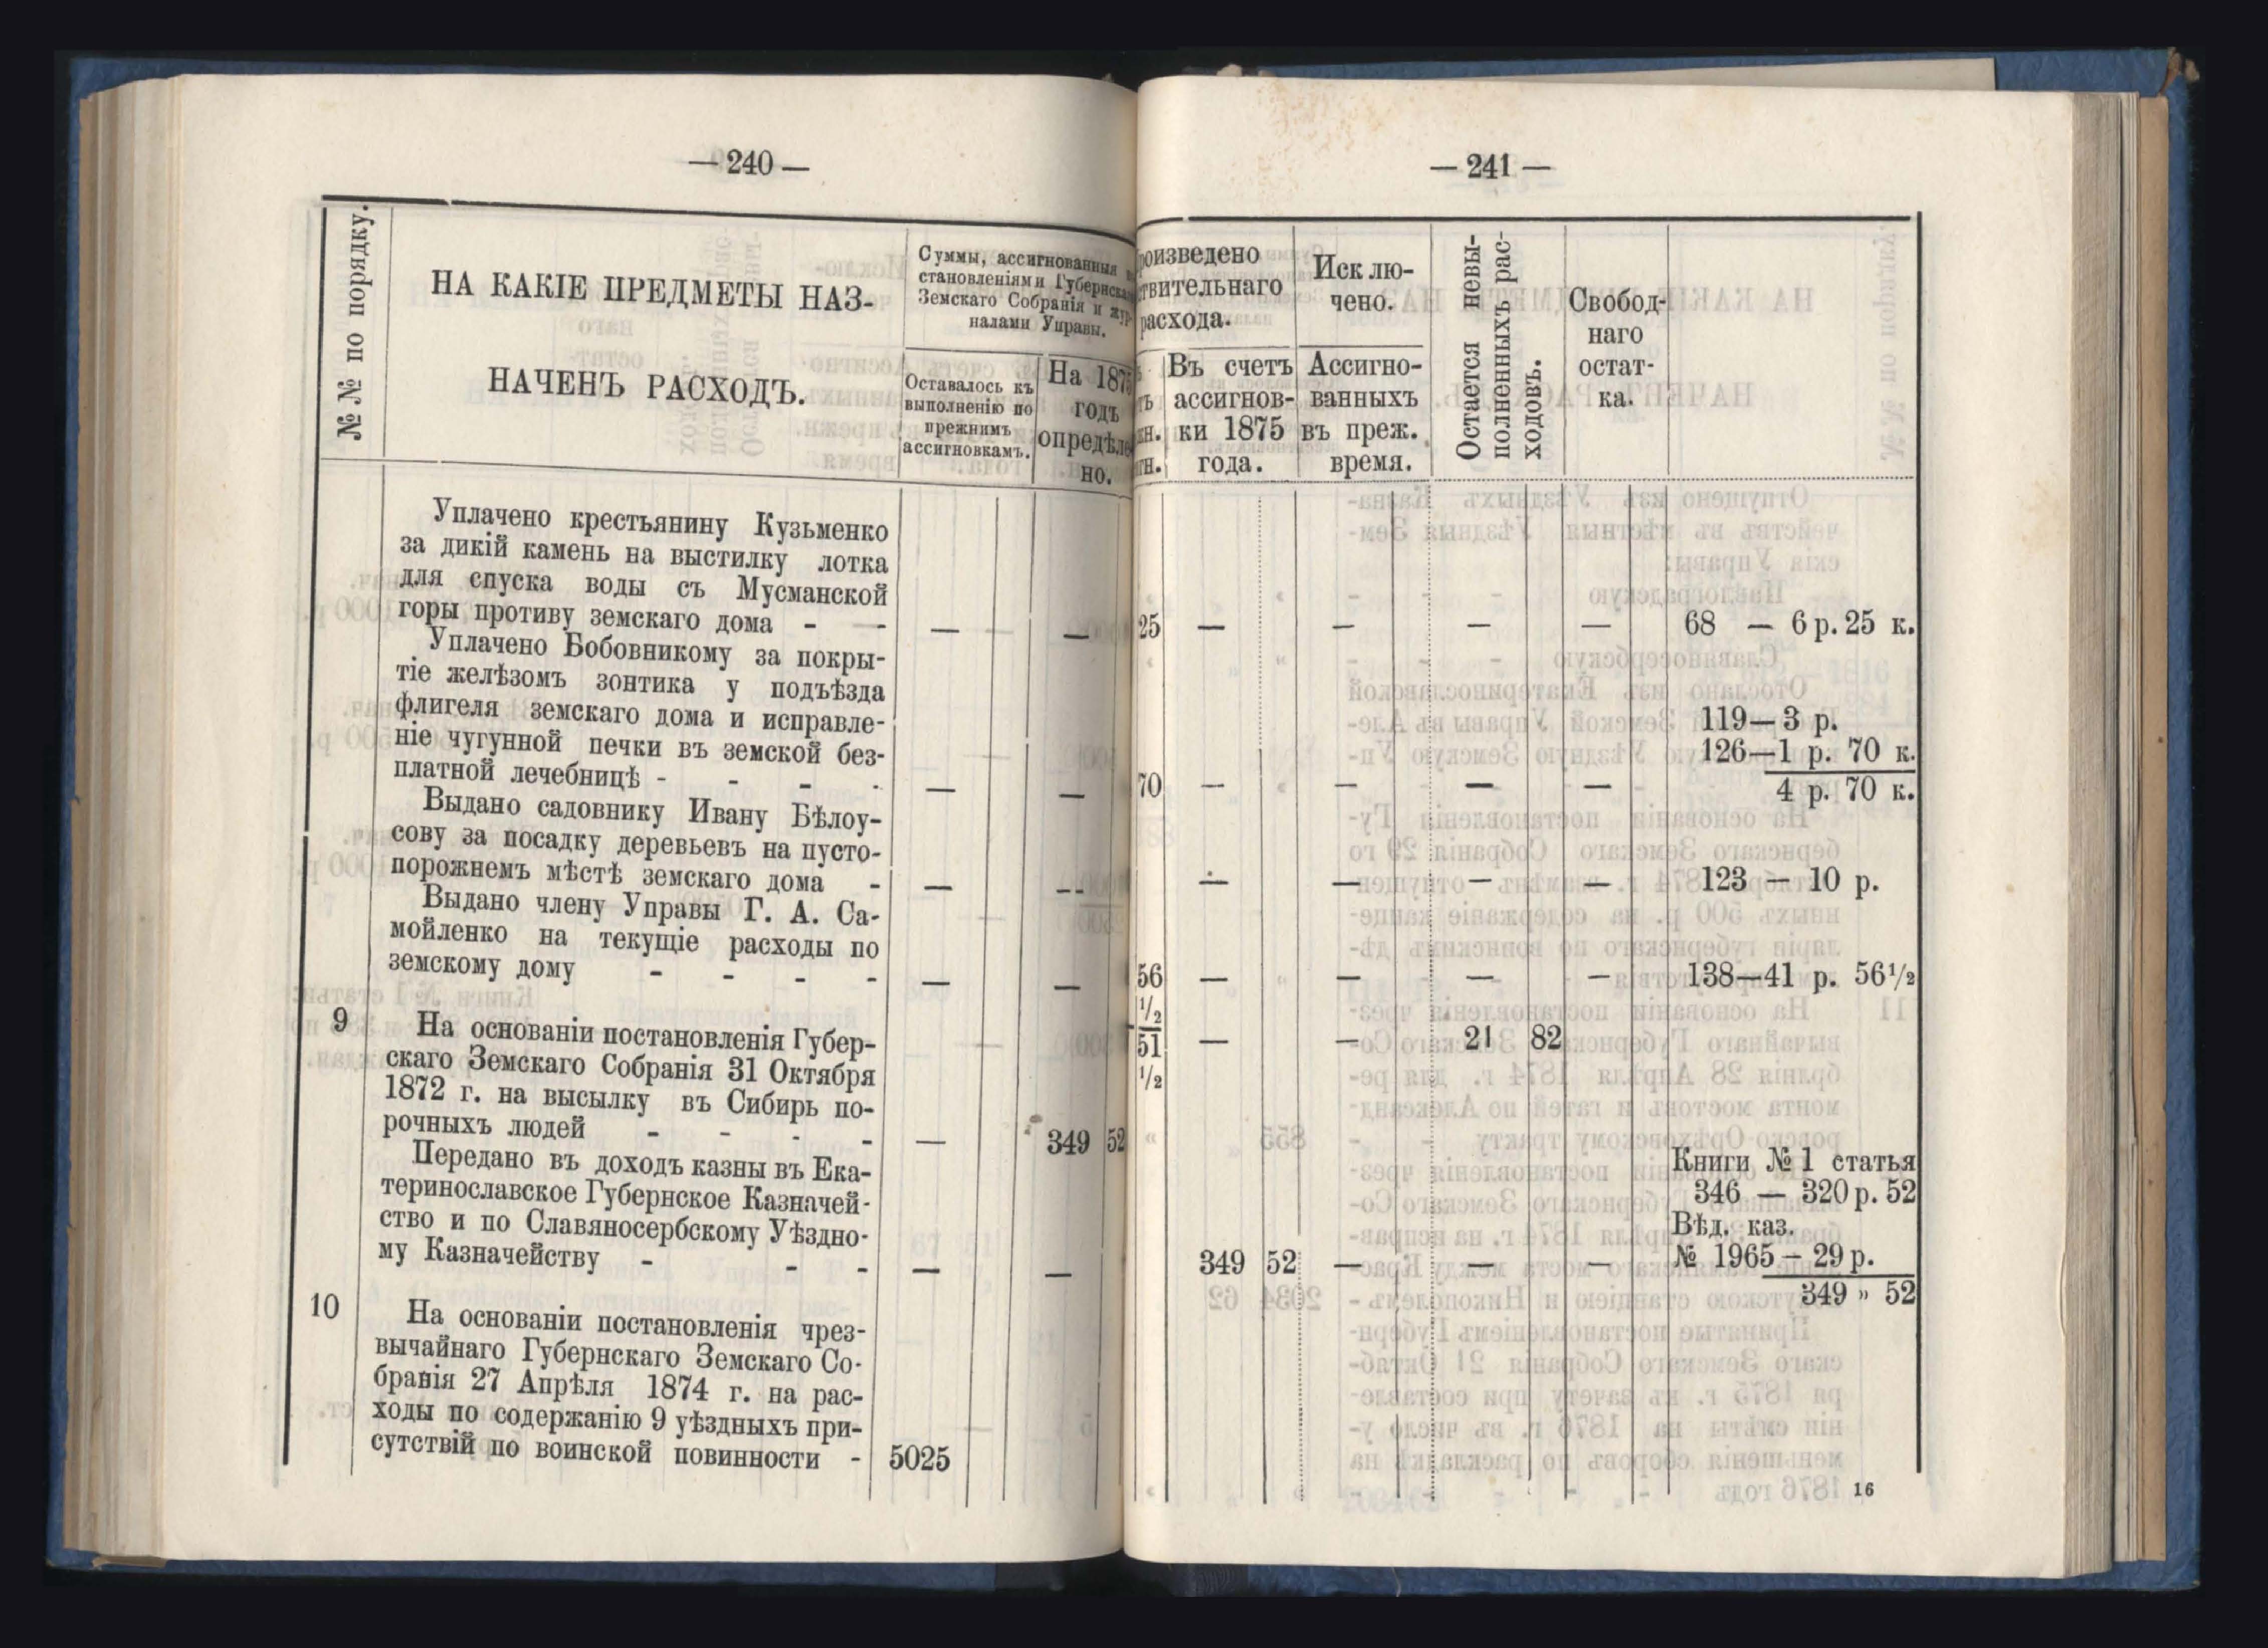 — 240 —
№№ по порядку.
НА КАКІЕ ПРЕДМЕТЫ НАЗ-
НАЧЕНЪ РАСХОДЪ.
Суммы, ассигнованныя
становленіями Губернска
Земскаго Собранія и жур-
налами Управы.
Оставалось къ
выполненію по
прежнимъ
ассигновкамъ.
На 1875
годъ
опредѣле
но.
Уплачено крестьянину Кузьменко
за дикій камень на выстилку лотка
для спуска воды съ Мусманской
горы противу земскаго дома - - — —
Уплачено Бобовникому за покры-
тіе желѣзомъ зонтика у подъѣзда
флигеля земскаго дома и исправле-
ніе чугунной печки въ земской без-
платной лечебницѣ - - - - — —
Выдано садовнику Ивану Бѣлоу-
сову за посадку деревьевъ на пусто-
порожнемъ мѣстѣ земскаго дома - — --
Выдано члену Управы Г. А. Са-
мойленко на текущіе расходы по
земскому дому - - - - — —
9 На основаніи постановленія Губер-
скаго Земскаго Собранія 31 Октября
1872 г. на высылку въ Сибирь по-
рочныхъ людей - - - - — 349 52
Передано въ доходъ казны въ Ека-
теринославское Губернское Казначей-
ство и по Славяносербскому Уѣздно-
му Казначейству - - - — —
10 На основаніи постановленія чрез-
вычайнаго Губернскаго Земскаго Со-
бранія 27 Апрѣля 1874 г. на рас-
ходы по содержанію 9 уѣздныхъ при-
сутствій по воинской повинности - 5025
— 241 —
роизведено
ствительнаго
расхода.
Въ счетъ
ассигнов-
ки 1875
года.
Исклю-
чено.
Ассигно-
ванныхъ
въ преж.
время.
Остается невы-
полненныхъ рас-
ходовъ.
Свобод-
наго
остат-
ка.
25 — — — — 68 — 6 р. 25 к.
119—3 р.
126—1 р. 70 к.
70 — — — — 4 р. 70 к.
— — — — 123 — 10 р.
56 — — — — 138—41 р. 56½
½
51 — — 21 82
½
Книги № 1 статья
346 — 320 р. 52
Вѣд. каз.
349 52 — — — № 1965 — 29 р.
349 „ 52
16